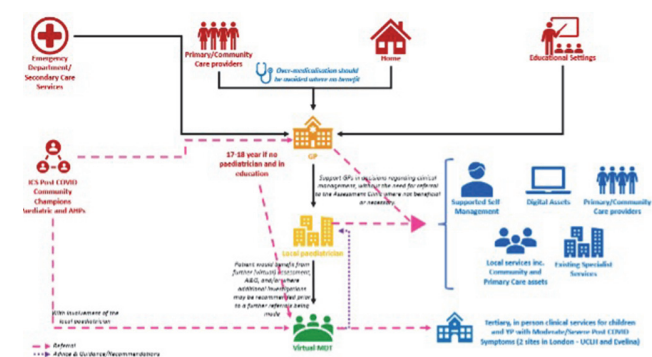 Emergency
Department/
Secondary Care
Services
Primary/Community
Care providers
Home
Educational Settings
Over-medicalisation should
be avoided where no benefit
GP
17-18 year if no
paediatrician and in
education
ICS Post COVID
Community
Champions
Paediatric and AHPs
Support GPs in decisions regarding clinical
management, without the need for referral
to the Assessment Clinic where not beneficial
or necessary.
Supported Self
Management
Digital Assets
Primary/Community
Care providers
Local services inc.
Community and
Primary Care assets
Existing Specialist
Services
Local paediatrician
Patient would benefit from
further (virtual) assessment,
A&G, and/or where
additional investigations
may be recommended prior
to a further referral being
made
With involvement of the
local paediatrician
Virtual MDT
Tertiary, in person clinical services for children
and YP with Moderate/Severe Post COVID
Symptoms (2 sites in London - UCLH and Evelina)
Referral
Advice & Guidance/Recommendations